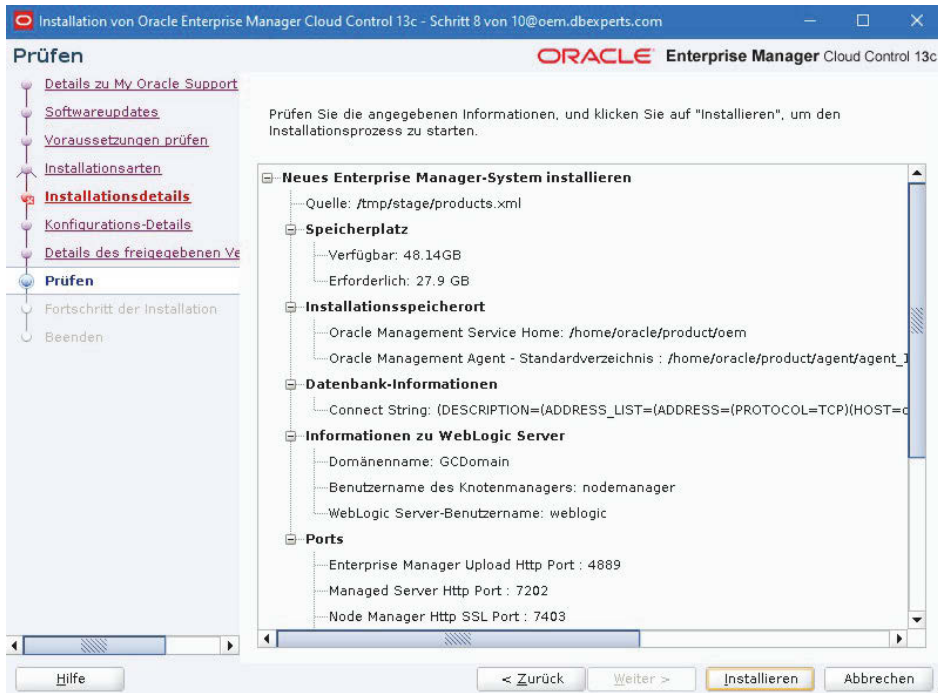 Installation von Oracle Enterprise Manager Cloud Control 13c - Schritt 8 von 10@oem.dbexperts.com
Prüfen
ORACLE Enterprise Manager Cloud Control 13c
Details zu My Oracle Support
Softwareupdates
Voraussetzungen prüfen
Installationsarten
Installationsdetails
Konfigurations-Details
Details des freigegebenen Ve
Prüfen
Fortschritt der Installation
Beenden
Prüfen Sie die angegebenen Informationen, und klicken Sie auf "Installieren", um den
Installationsprozess zu starten.
Neues Enterprise Manager-System installieren
Quelle: /tmp/stage/products.xml
Speicherplatz
Verfügbar: 48.14GB
Erforderlich: 27.9 GB
Installationsspeicherort
Oracle Management Service Home: /home/oracle/product/oem
Oracle Management Agent - Standardverzeichnis : /home/oracle/product/agent/agent_
Datenbank-Informationen
Connect String: (DESCRIPTION=(ADDRESS_LIST=(ADDRESS=(PROTOCOL=TCP)(HOST=
Informationen zu WebLogic Server
Domänenname: GCDomain
Benutzername des Knotenmanagers: nodemanager
WebLogic Server-Benutzername: weblogic
Ports
Enterprise Manager Upload Http Port : 4889
Managed Server Http Port : 7202
Node Manager Http SSL Port : 7403
Hilfe
< Zurück
Weiter >
Installieren
Abbrechen